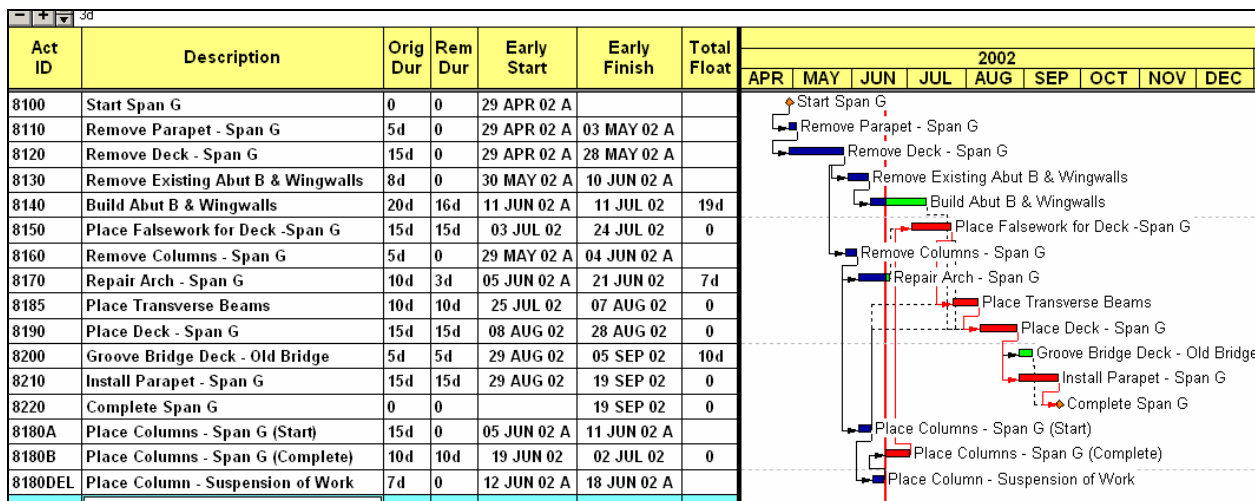 3d
Act ID Description Orig Dur Rem Dur Early Start Early Finish Total Float
2002
APR MAY JUN JUL AUG SEP OCT NOV DEC
8100 Start Span G 0 0 29 APR 02 A Start Span G
8110 Remove Parapet - Span G 5d 0 29 APR 02 A 03 MAY 02 A Remove Parapet - Span G
8120 Remove Deck - Span G 15d 0 29 APR 02 A 28 MAY 02 A Remove Deck - Span G
8130 Remove Existing Abut B & Wingwalls 8d 0 30 MAY 02 A 10 JUN 02 A Remove Existing Abut B & Wingwalls
8140 Build Abut B & Wingwalls 20d 16d 11 JUN 02 A 11 JUL 02 19d Build Abut B & Wingwalls
8150 Place Falsework for Deck -Span G 15d 15d 03 JUL 02 24 JUL 02 0 Place Falsework for Deck -Span G
8160 Remove Columns - Span G 5d 0 29 MAY 02 A 04 JUN 02 A Remove Columns - Span G
8170 Repair Arch - Span G 10d 3d 05 JUN 02 A 21 JUN 02 7d Repair Arch - Span G
8185 Place Transverse Beams 10d 10d 25 JUL 02 07 AUG 02 0 Place Transverse Beams
8190 Place Deck - Span G 15d 15d 08 AUG 02 28 AUG 02 0 Place Deck - Span G
8200 Groove Bridge Deck - Old Bridge 5d 5d 29 AUG 02 05 SEP 02 10d Groove Bridge Deck - Old Bridge
8210 Install Parapet - Span G 15d 15d 29 AUG 02 19 SEP 02 0 Install Parapet - Span G
8220 Complete Span G 0 0 19 SEP 02 0 Complete Span G
8180A Place Columns - Span G (Start) 15d 0 05 JUN 02 A 11 JUN 02 A Place Columns - Span G (Start)
8180B Place Columns - Span G (Complete) 10d 10d 19 JUN 02 02 JUL 02 0 Place Columns - Span G (Complete)
8180DEL Place Column - Suspension of Work 7d 0 12 JUN 02 A 18 JUN 02 A Place Column - Suspension of Work